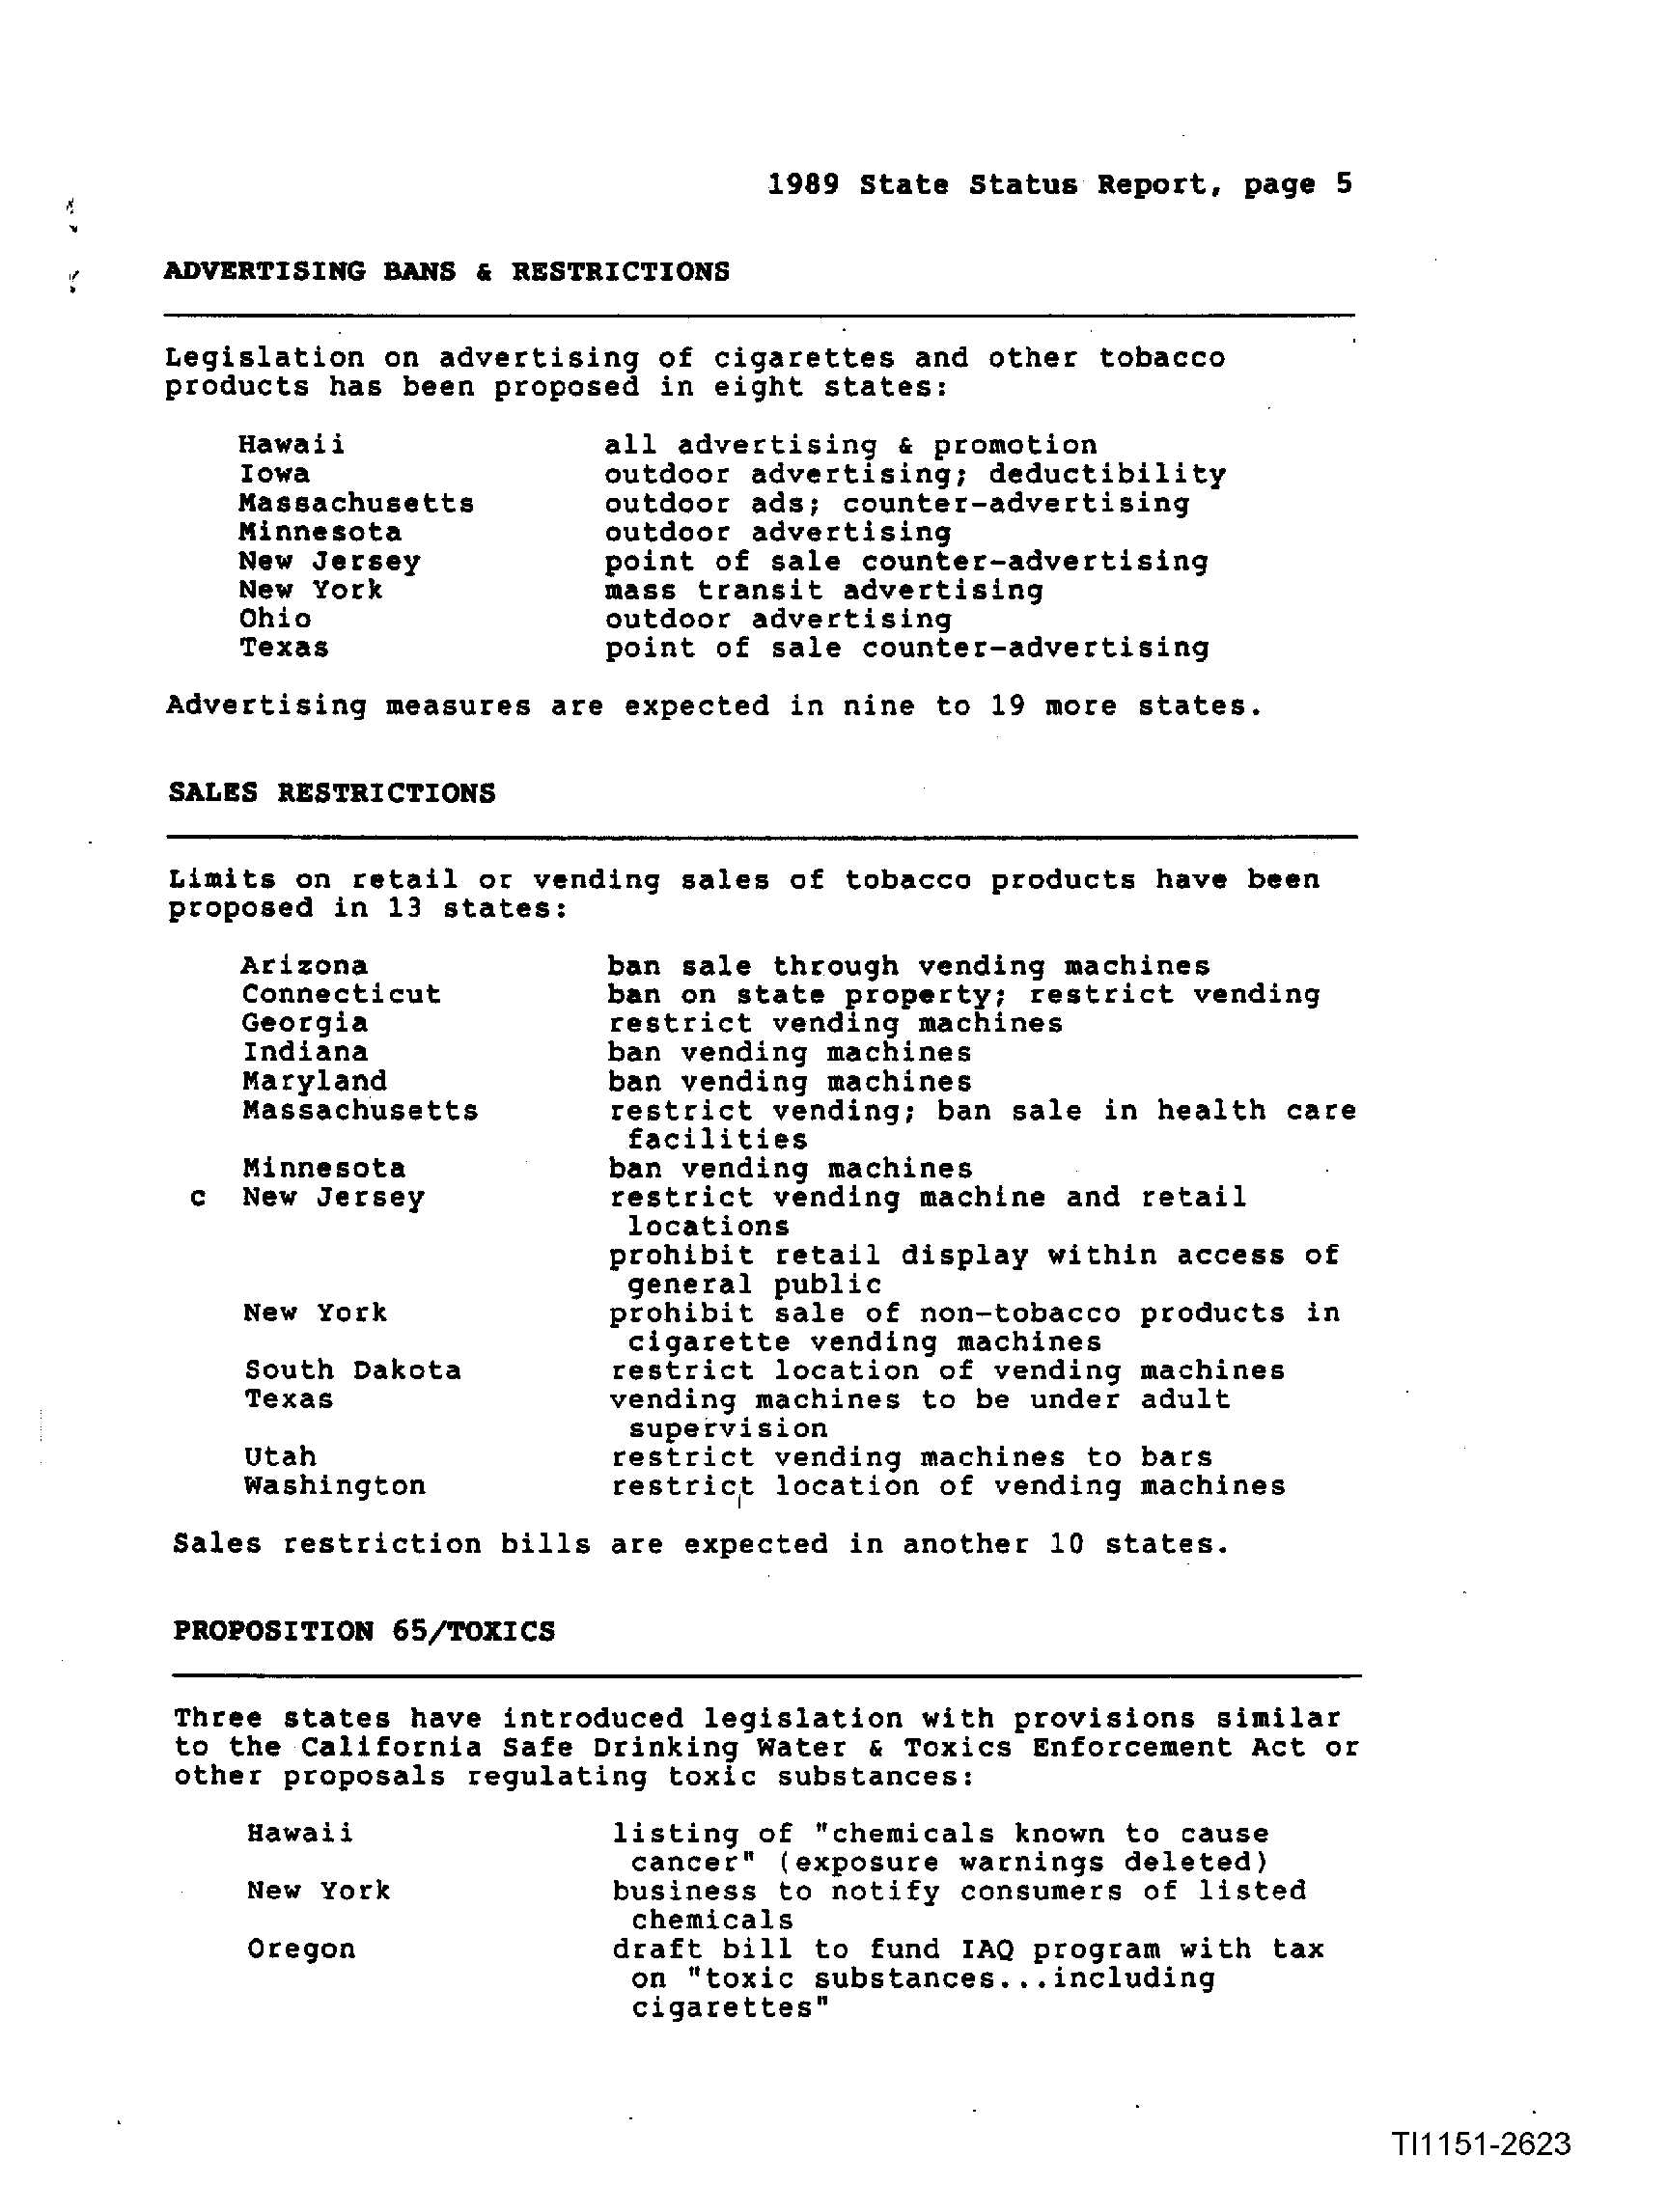 1989 State Status Report, page 5
ADVERTISING BANS & RESTRICTIONS
Legislation on advertising of cigarettes and other tobacco
products has been proposed in eight states:
Hawaii all advertising & promotion
Iowa outdoor advertising; deductibility
Massachusetts outdoor ads; counter-advertising
Minnesota outdoor advertising
New Jersey point of sale counter-advertising
New York mass transit advertising
Ohio outdoor advertising
Texas point of sale counter-advertising
Advertising measures are expected in nine to 19 more states.
SALES RESTRICTIONS
Limits on retail or vending sales of tobacco products have been
proposed in 13 states:
Arizona ban sale through vending machines
Connecticut ban on state property; restrict vending
Georgia restrict vending machines
Indiana ban vending machines
Maryland ban vending machines
Massachusetts restrict vending; ban sale in health care
facilities
Minnesota ban vending machines
c New Jersey restrict vending machine and retail
locations
prohibit retail display within access of
general public
New York prohibit sale of non-tobacco products in
cigarette vending machines
South Dakota restrict location of vending machines
Texas vending machines to be under adult
supervision
Utah restrict vending machines to bars
Washington restrict location of vending machines
Sales restriction bills are expected in another 10 states.
PROPOSITION 65/TOXICS
Three states have introduced legislation with provisions similar
to the California Safe Drinking Water & Toxics Enforcement Act or
other proposals regulating toxic substances:
Hawaii listing of "chemicals known to cause
cancer" (exposure warnings deleted)
New York business to notify consumers of listed
chemicals
Oregon draft bill to fund IAQ program with tax
on "toxic substances...including
cigarettes"
TI1151-2623